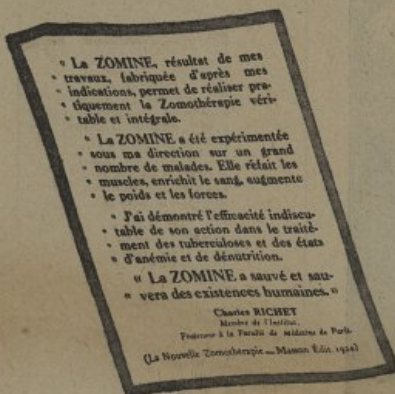 « La ZOMINE, résultat de mes
« travaux, fabriquée d'après mes
« indications, permet de réaliser pra-
« tiquement la Zomothérapie véri-
« table et intégrale.
« La ZOMINE a été expérimentée
« sous ma direction sur un grand
« nombre de malades. Elle refait les
« muscles, enrichit le sang, augmente
« le poids et les forces.
« J'ai démontré l'efficacité indiscu-
« table de son action dans le traite-
« ment des tuberculoses et des états
« d'anémie et de dénutrition.
« La ZOMINE a sauvé et sau-
« vera des existences humaines. »
Charles RICHET
Membre de l'Institut,
Professeur à la Faculté de médecine de Paris.
(La Nouvelle Zomothérapie — Masson Édit. 1924)